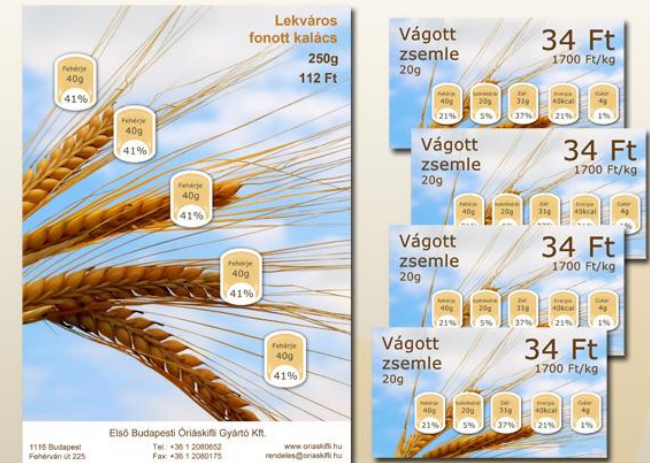 Lekváros
fonott kalács
250g
112 Ft
Fehérje
40g
41%
Fehérje
40g
41%
Fehérje
40g
41%
Fehérje
40g
41%
Fehérje
40g
41%
Első Budapesti Óriáskifli Gyártó Kft.
1116 Budapest
Fehérvári út 225.
Tel.: +36 1 2080652
Fax: +36 1 2080175
www.oriaskifli.hu
rendeles@oriaskifli.hu
Vágott
zsemle
20g
34 Ft
1700 Ft/kg
Fehérje
40g
21%
20g
5%
Zsír
31g
37%
Energia
40kcal
21%
Cukor
4g
1%
Vágott
zsemle
20g
34 Ft
1700 Ft/kg
Fehérje
40g
20g
Zsír
31g
Energia
40kcal
Cukor
4g
Vágott
zsemle
20g
34 Ft
1700 Ft/kg
Fehérje
40g
21%
20g
5%
Zsír
31g
37%
Energia
40kcal
21%
Cukor
4g
1%
Vágott
zsemle
20g
34 Ft
1700 Ft/kg
Fehérje
40g
21%
20g
5%
Zsír
31g
37%
Energia
40kcal
21%
Cukor
4g
1%